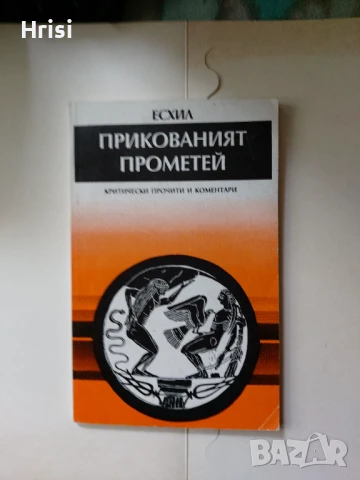 Hrisi
ЕСХИЛ
ПРИКОВАНИЯТ
ПРОМЕТЕЙ
КРИТИЧЕСКИ ПРОЧИТИ И КОМЕНТАРИ
BAZAR